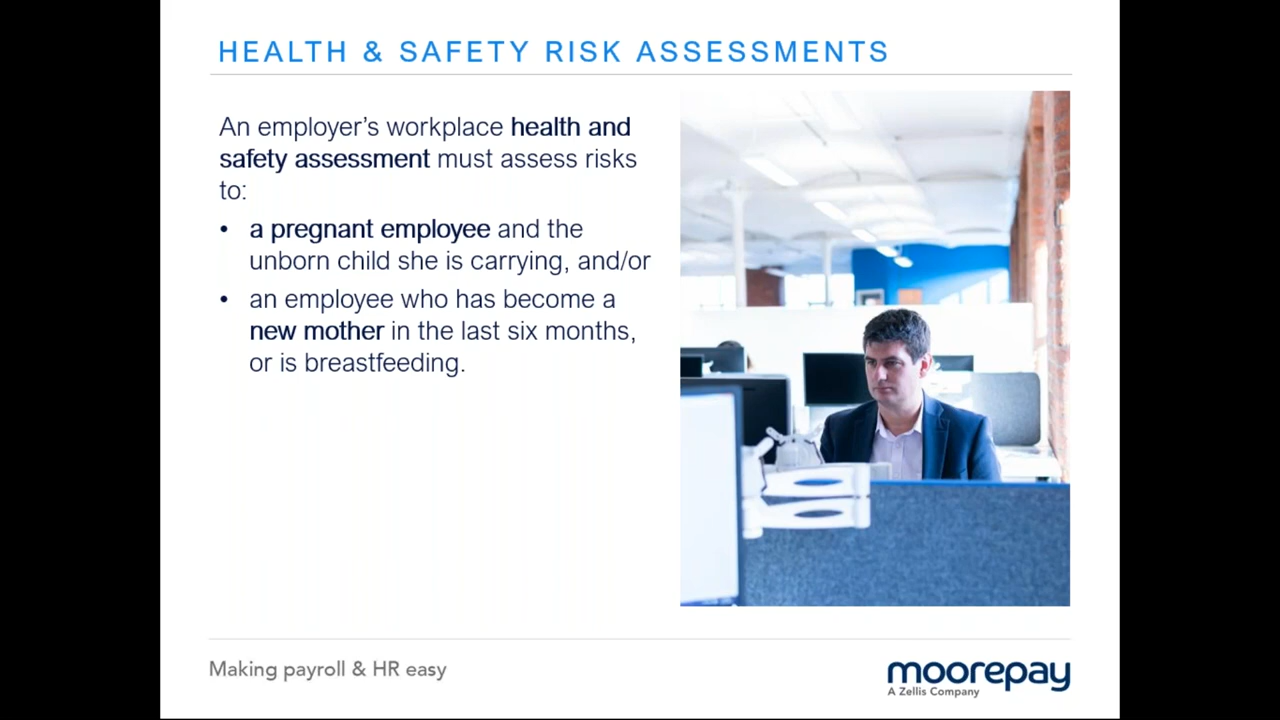 HEALTH & SAFETY RISK ASSESSMENTS
An employer’s workplace health and
safety assessment must assess risks
to:
• a pregnant employee and the
unborn child she is carrying, and/or
• an employee who has become a
new mother in the last six months,
or is breastfeeding.
Making payroll & HR easy
moorepay
A Zellis Company